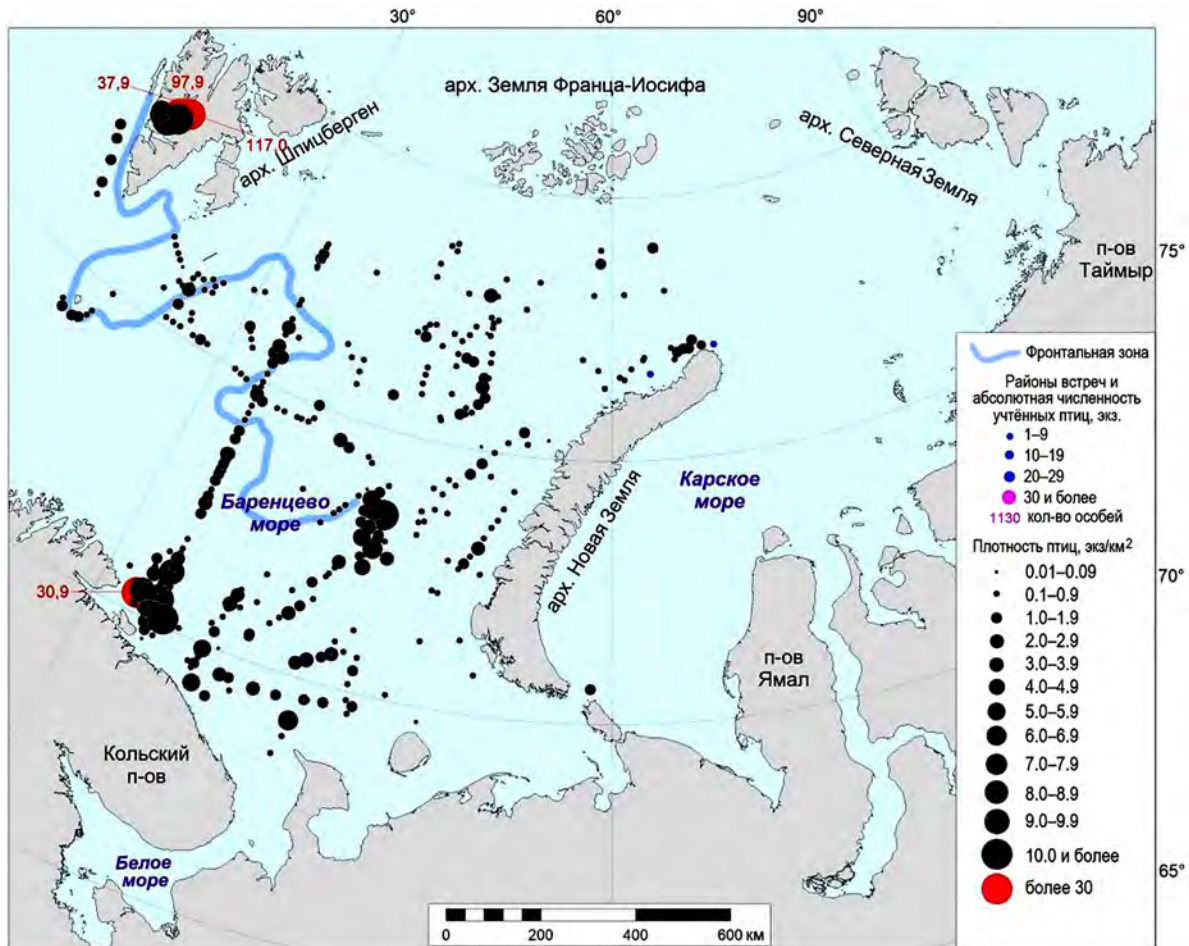 30°
60°
90°
37,9
97,9
117,0
арх. Шпицберген
арх. Земля Франца-Иосифа
арх. Северная Земля
п-ов
Таймыр
75°
Баренцево
море
Карское
море
арх. Новая Земля
30,9
70°
п-ов
Ямал
Кольский
п-ов
Белое
море
65°
Фронтальная зона
Районы встреч и
абсолютная численность
учтённых птиц, экз.
1–9
10–19
20–29
30 и более
1130 кол-во особей
Плотность птиц, экз/км²
0.01–0.09
0.1–0.9
1.0–1.9
2.0–2.9
3.0–3.9
4.0–4.9
5.0–5.9
6.0–6.9
7.0–7.9
8.0–8.9
9.0–9.9
10.0 и более
более 30
0 200 400 600 км